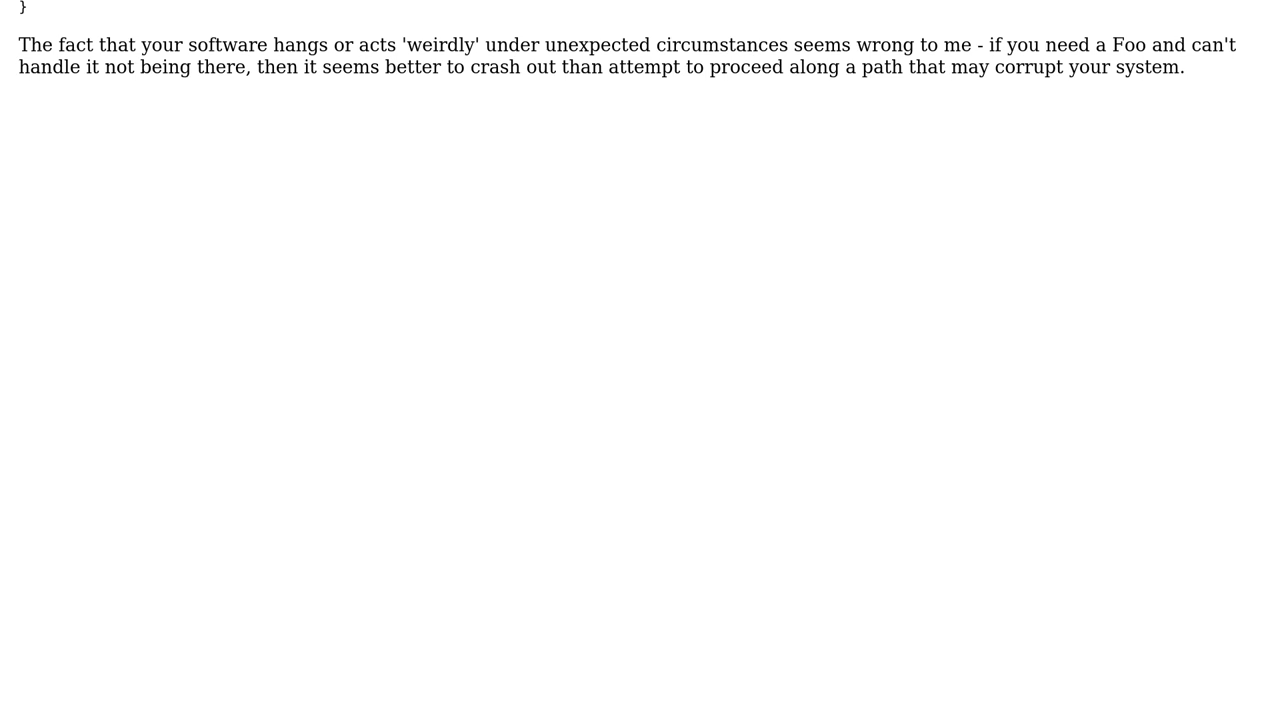 }
The fact that your software hangs or acts 'weirdly' under unexpected circumstances seems wrong to me - if you need a Foo and can't
handle it not being there, then it seems better to crash out than attempt to proceed along a path that may corrupt your system.